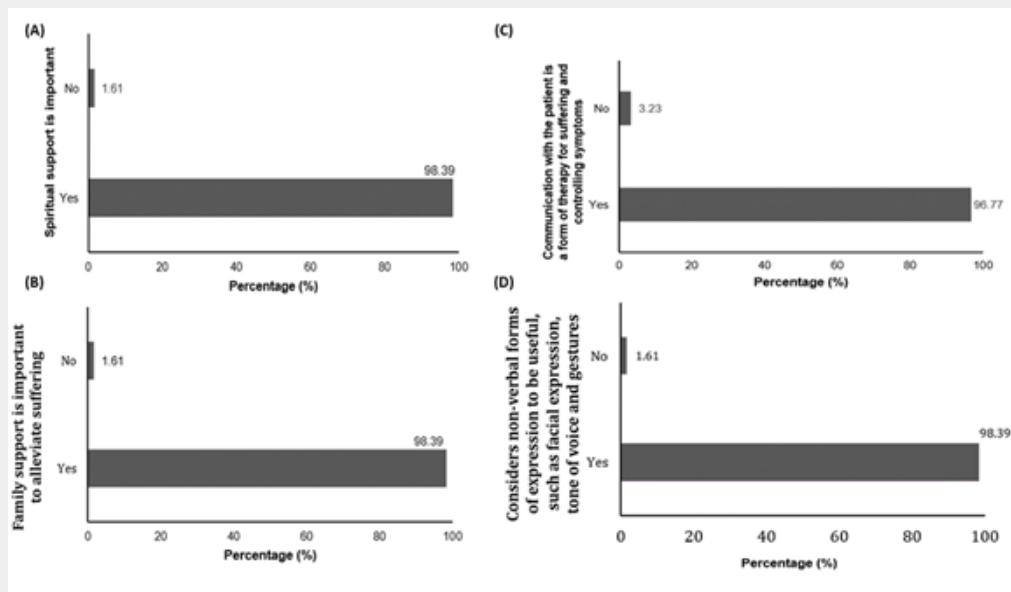 (A)
Spiritual support is important
No
1.61
98.39
Yes
0 20 40 60 80 100
Percentage (%)
(B)
Family support is important
to alleviate suffering
No
1.61
98.39
Yes
0 20 40 60 80 100
Percentage (%)
(C)
Communication with the patient is
a form of therapy for suffering and
controlling symptoms
No
3.23
Yes
96.77
0 20 40 60 80 100
Percentage (%)
(D)
Considers non-verbal forms
of expression to be useful,
such as facial expression,
tone of voice and gestures
No
1.61
98.39
Yes
0 20 40 60 80 100
Percentage (%)